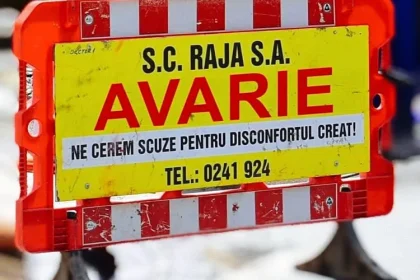 S.C. RAJA S.A.
AVARIE
NE CEREM SCUZE PENTRU DISCONFORTUL CREAT!
TEL.: 0241 924